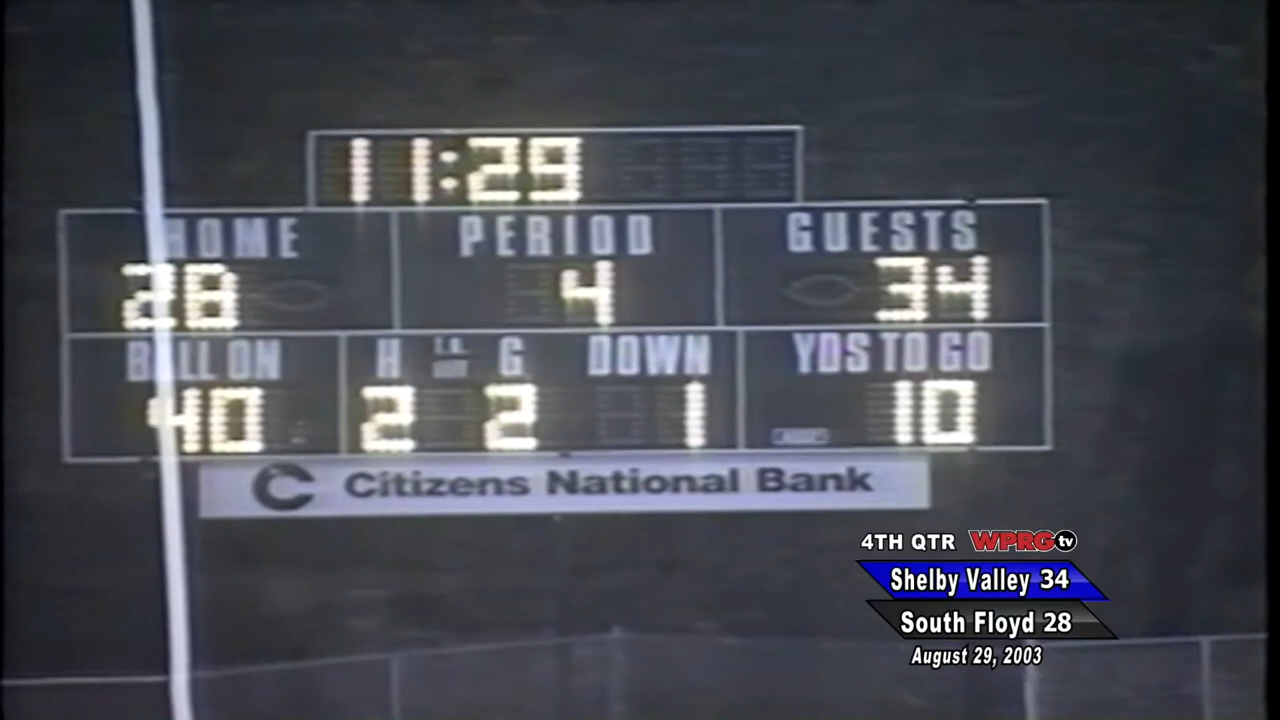 11:29
HOME PERIOD GUESTS
28 4 34
BALL ON H T.O. G DOWN YDS TO GO
40 2 2 1 10
C Citizens National Bank
4TH QTR WPRG tv
Shelby Valley 34
South Floyd 28
August 29, 2003